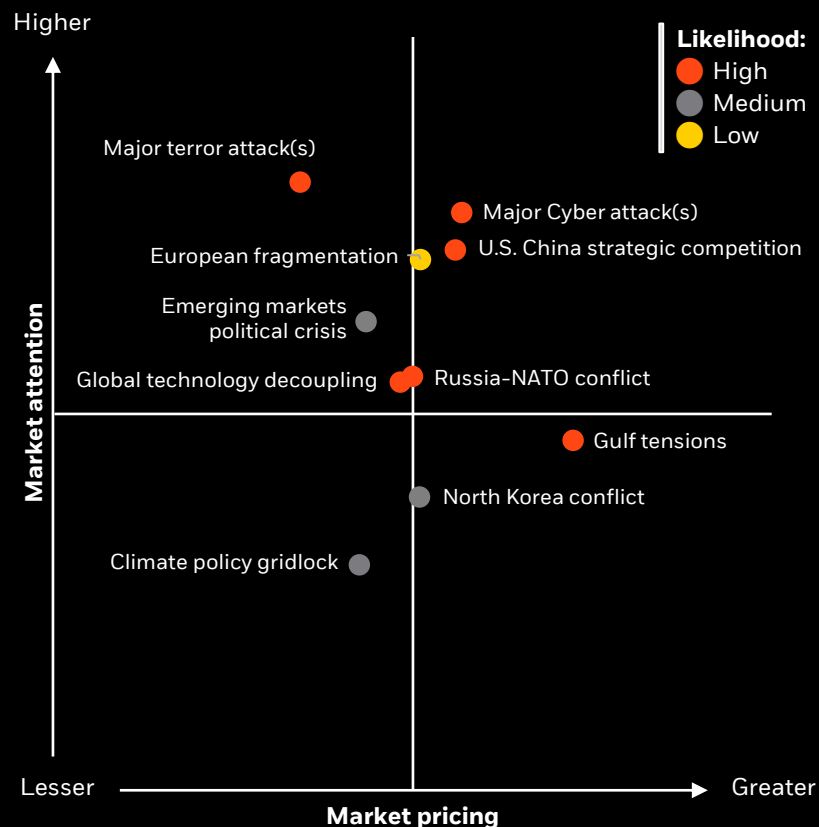 Higher
Likelihood:
High
Medium
Low
Major terror attack(s)
Major Cyber attack(s)
U.S. China strategic competition
European fragmentation
Emerging markets
political crisis
Global technology decoupling
Russia-NATO conflict
Market attention
Gulf tensions
North Korea conflict
Climate policy gridlock
Lesser
Greater
Market pricing